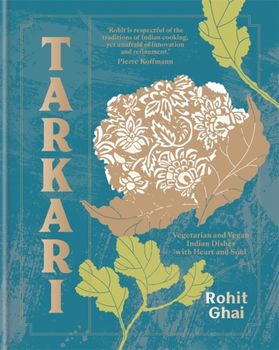 'Rohit is respectful of the
traditions of Indian cooking,
yet unafraid of innovation
and refinement.'
Pierre Koffmann
TARKARI
Vegetarian and Vegan
Indian Dishes
with Heart and Soul
Rohit
Ghai